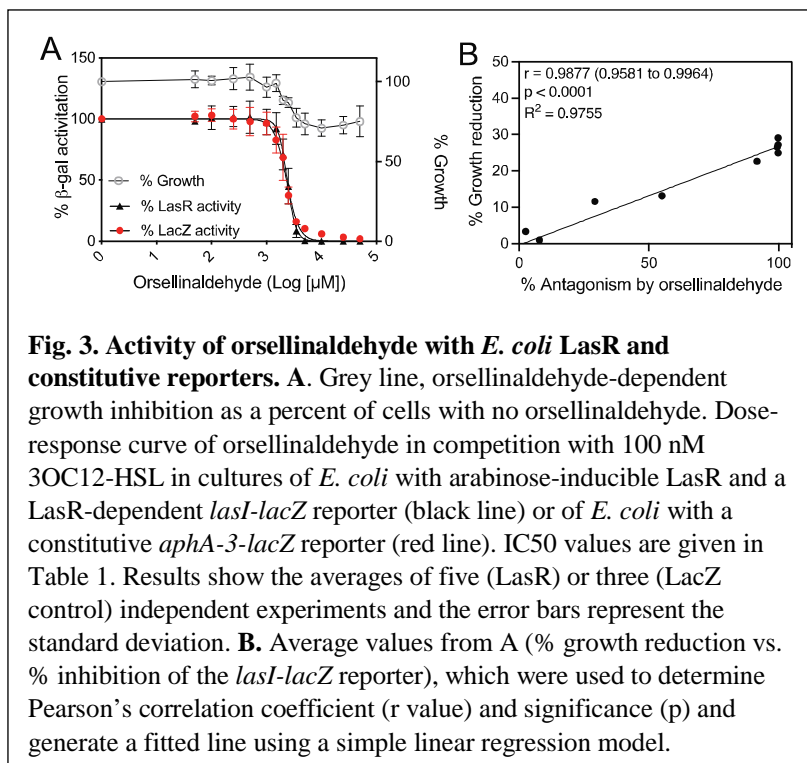 A
B
% β-gal activitation
150
100
50
0
% Growth
% LasR activity
% LacZ activity
100
50
0
% Growth
0
1
2
3
4
5
Orsellinaldehyde (Log [µM])
% Growth reduction
50
40
30
20
10
0
r = 0.9877 (0.9581 to 0.9964)
p < 0.0001
R² = 0.9755
0
50
100
% Antagonism by orsellinaldehyde
Fig. 3. Activity of orsellinaldehyde with E. coli LasR and
constitutive reporters. A. Grey line, orsellinaldehyde-dependent
growth inhibition as a percent of cells with no orsellinaldehyde. Dose-
response curve of orsellinaldehyde in competition with 100 nM
3OC12-HSL in cultures of E. coli with arabinose-inducible LasR and a
LasR-dependent lasI-lacZ reporter (black line) or of E. coli with a
constitutive aphA-3-lacZ reporter (red line). IC50 values are given in
Table 1. Results show the averages of five (LasR) or three (LacZ
control) independent experiments and the error bars represent the
standard deviation. B. Average values from A (% growth reduction vs.
% inhibition of the lasI-lacZ reporter), which were used to determine
Pearson’s correlation coefficient (r value) and significance (p) and
generate a fitted line using a simple linear regression model.